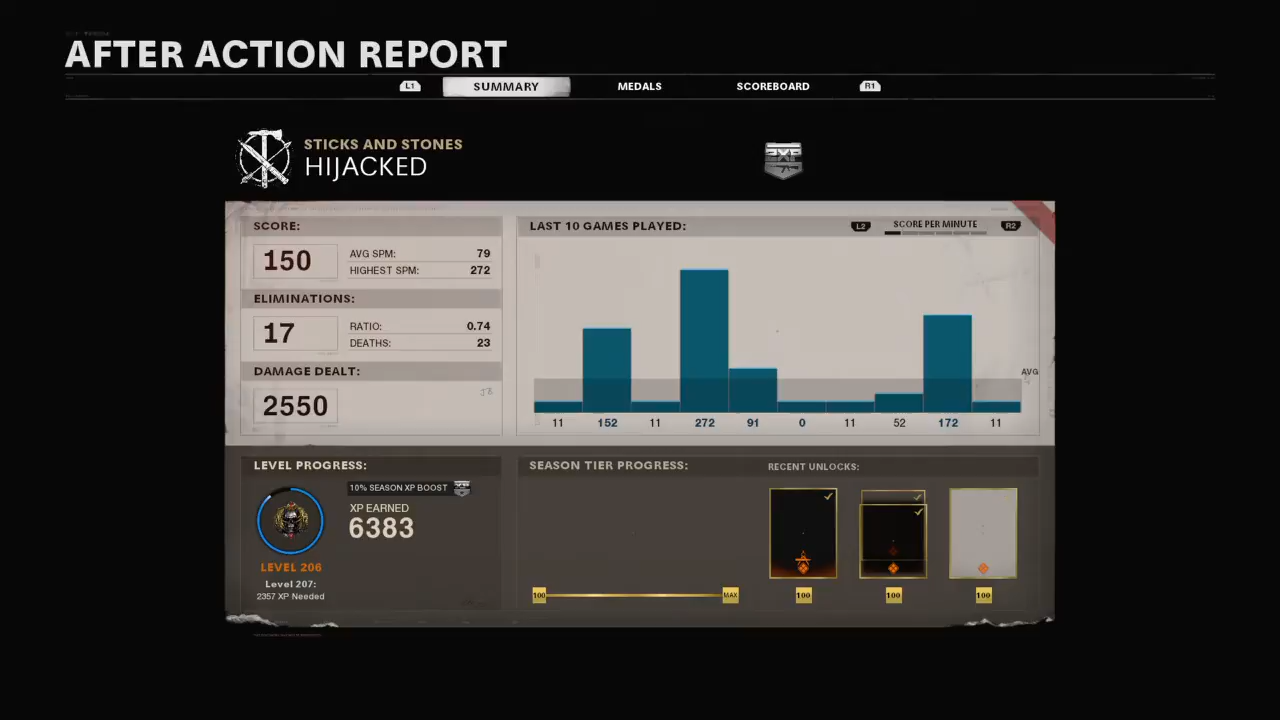 AFTER ACTION REPORT
L1 SUMMARY MEDALS SCOREBOARD R1
STICKS AND STONES
HIJACKED
2XP
SCORE:
150
AVG SPM: 79
HIGHEST SPM: 272
ELIMINATIONS:
17
RATIO: 0.74
DEATHS: 23
DAMAGE DEALT:
2550
JB
LAST 10 GAMES PLAYED:
L2 SCORE PER MINUTE R2
AVG
11 152 11 272 91 0 11 52 172 11
LEVEL PROGRESS:
10% SEASON XP BOOST
XP EARNED
6383
LEVEL 206
Level 207:
2357 XP Needed
SEASON TIER PROGRESS:
100 MAX
RECENT UNLOCKS:
100 100 100